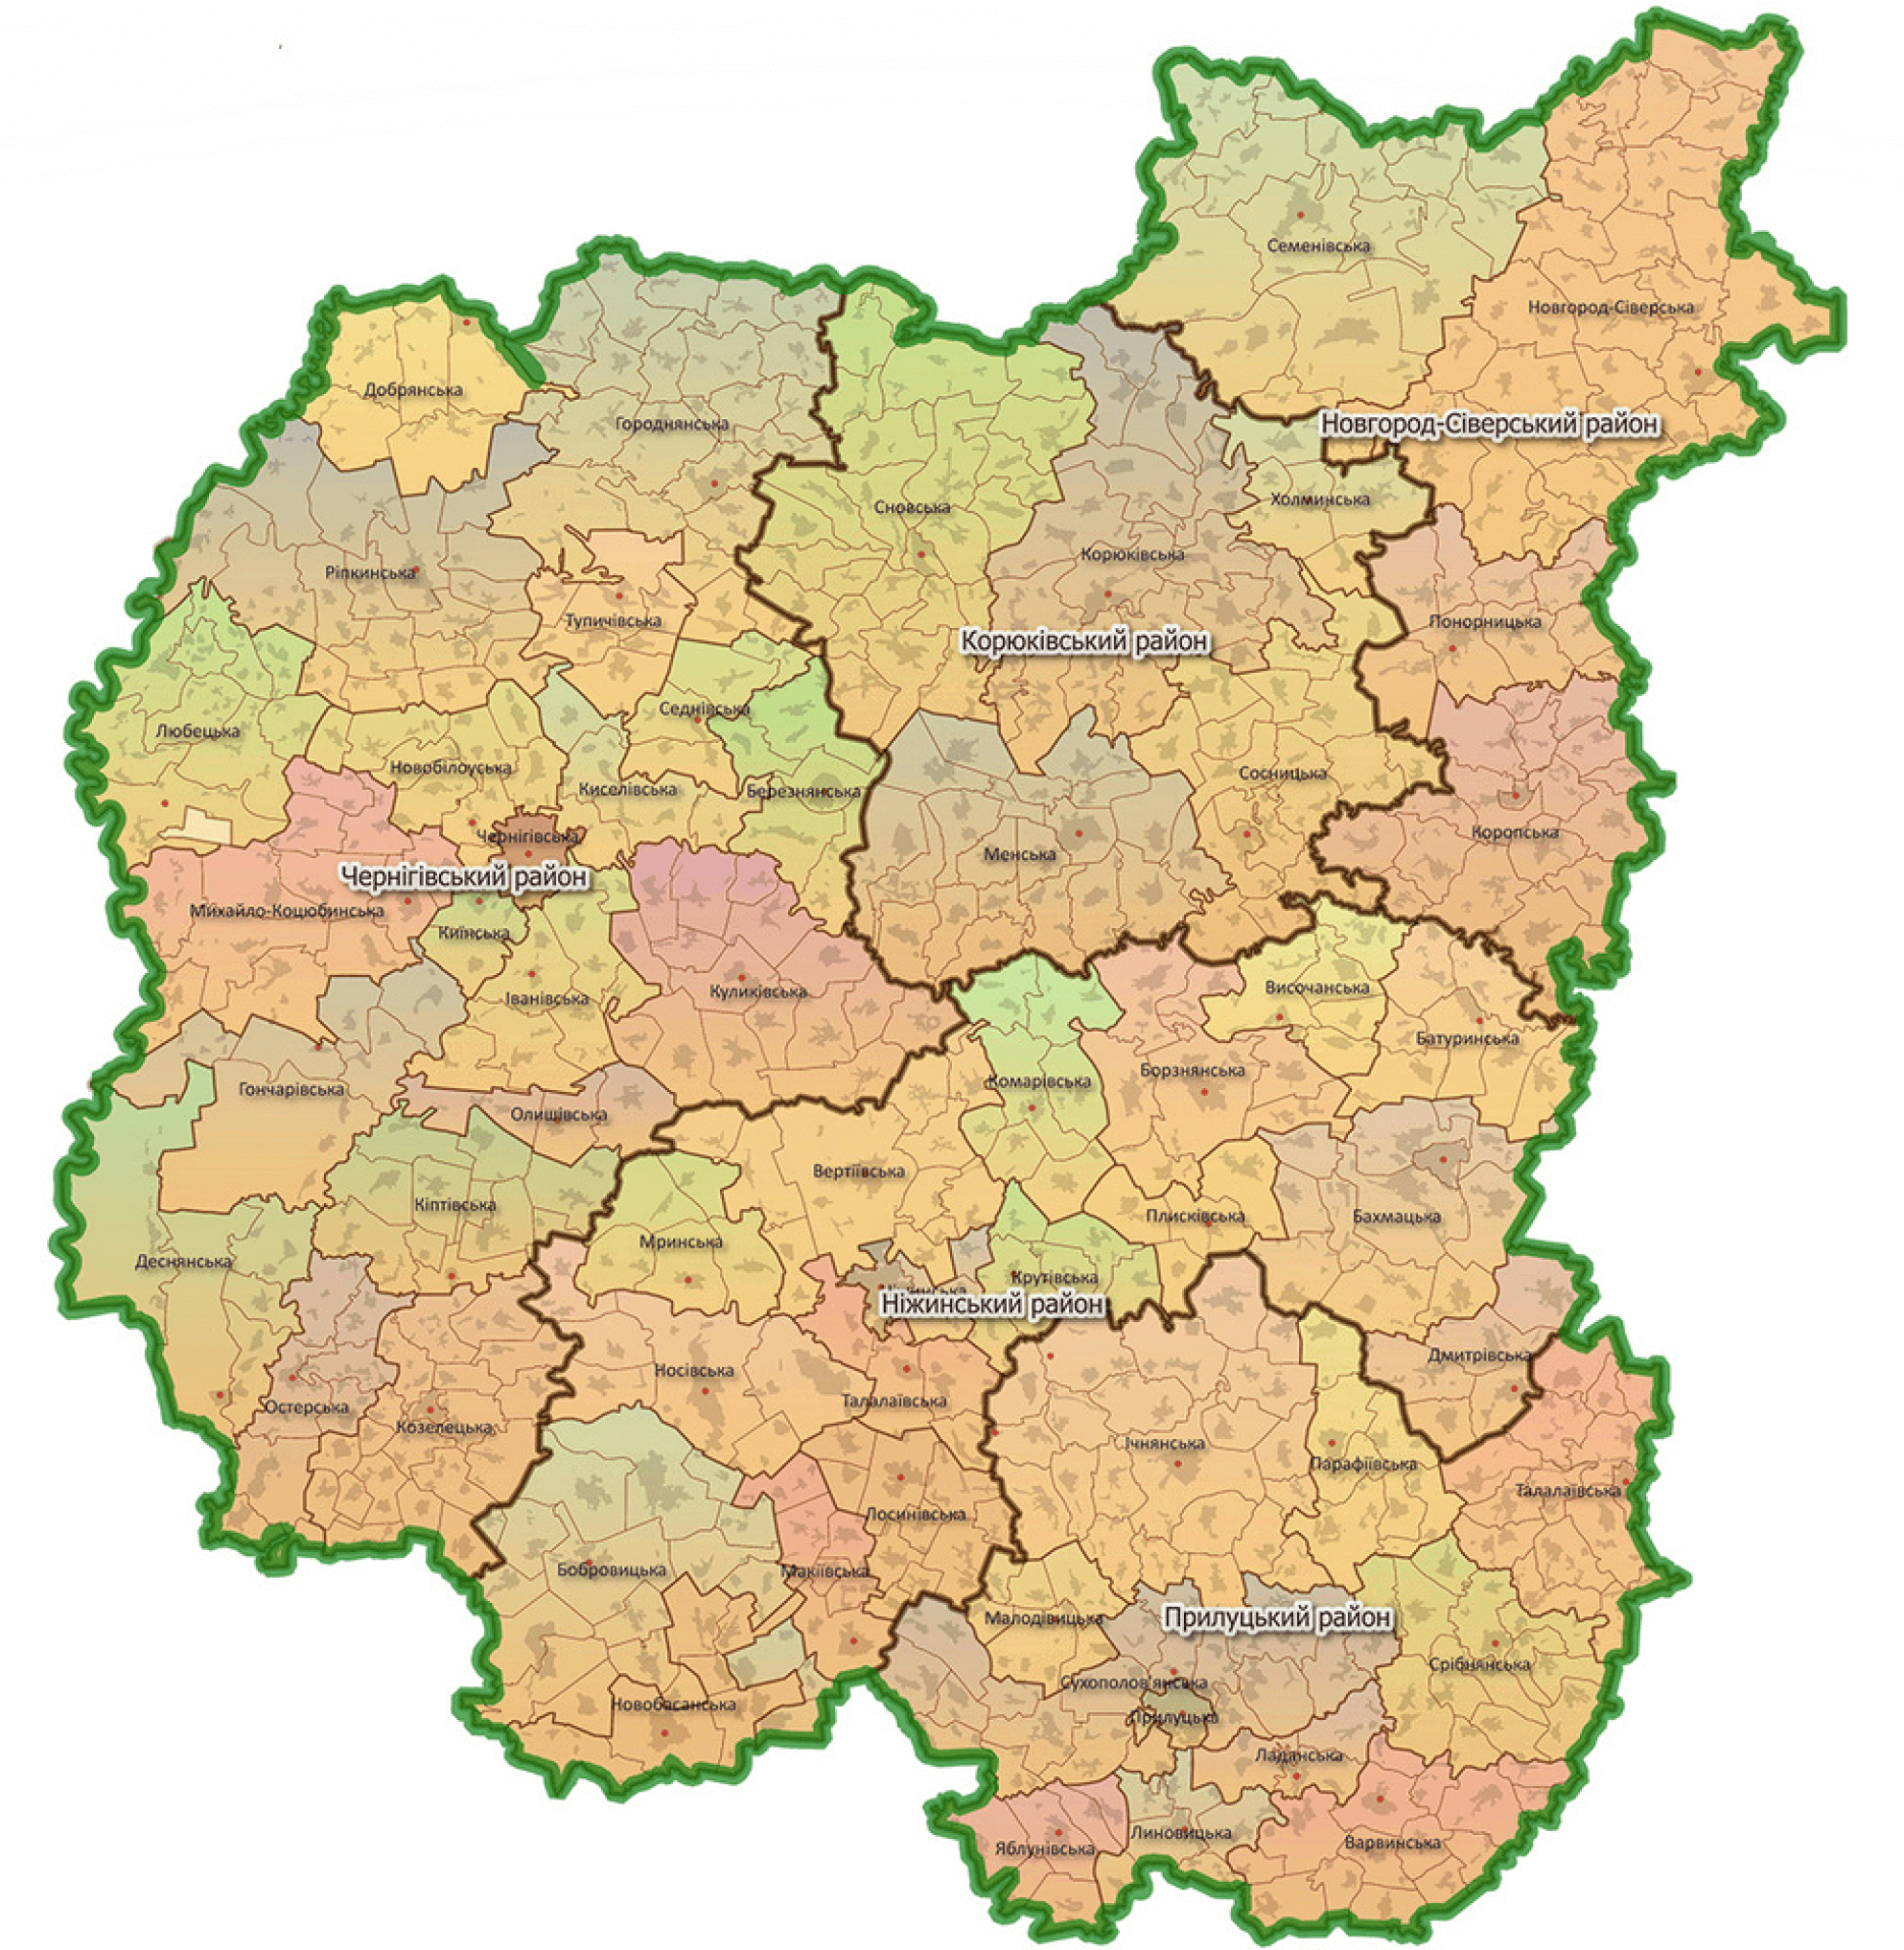 Семенівська
Новгород-Сіверська
Добрянська
Городнянська
Новгород-Сіверський район
Холминська
Сновська
Корюківська
Ріпкинська
Тупичівська
Понорницька
Корюківський район
Седнівська
Любецька
Новобілоуська
Киселівська
Березнянська
Сосницька
Чернігівська
Коропська
Менська
Чернігівський район
Михайло-Коцюбинська
Київська
Височанська
Іванівська
Куликівська
Батуринська
Борзнянська
Комарівська
Гончарівська
Олишівська
Вертіївська
Кіптівська
Плисківська
Бахмацька
Мринська
Деснянська
Крутівська
Ніжинський район
Дмитрівська
Носівська
Талалаївська
Остерська
Козелецька
Ічнянська
Парафіївська
Талалаївська
Лосинівська
Бобровицька
Макіївська
Малодівицька
Прилуцький район
Срібнянська
Сухополов'янська
Новобасанська
Прилуцька
Ладанська
Линовицька
Варвинська
Яблунівська